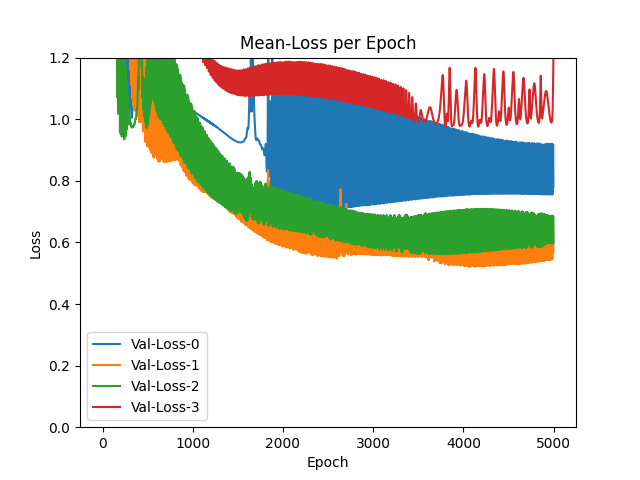 Mean-Loss per Epoch
1.2
1.0
0.8
0.6
0.4
0.2
0.0
Loss
Val-Loss-0
Val-Loss-1
Val-Loss-2
Val-Loss-3
0 1000 2000 3000 4000 5000
Epoch